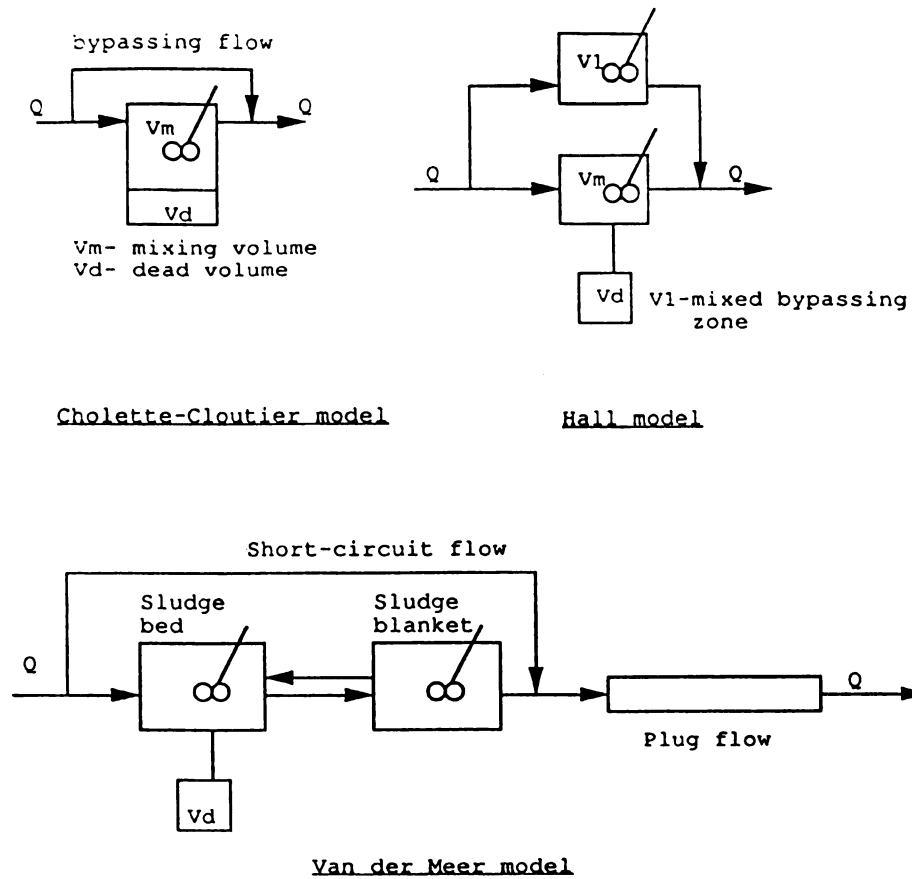 bypassing flow
Q
Q
Vm
Vd
Vm- mixing volume
Vd- dead volume
Cholette-Cloutier model
V1
Q
Vm
Q
Vd
V1-mixed bypassing
zone
Hall model
Short-circuit flow
Sludge
bed
Sludge
blanket
Q
Q
Plug flow
Vd
Van der Meer model